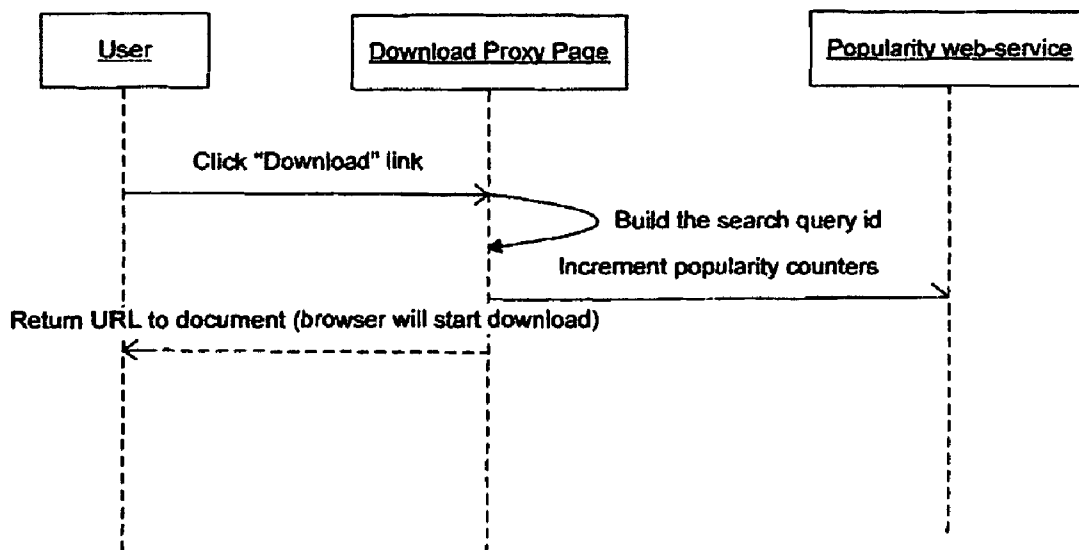 User
Download Proxy Page
Popularity web-service
Click "Download" link
Build the search query id
Increment popularity counters
Return URL to document (browser will start download)